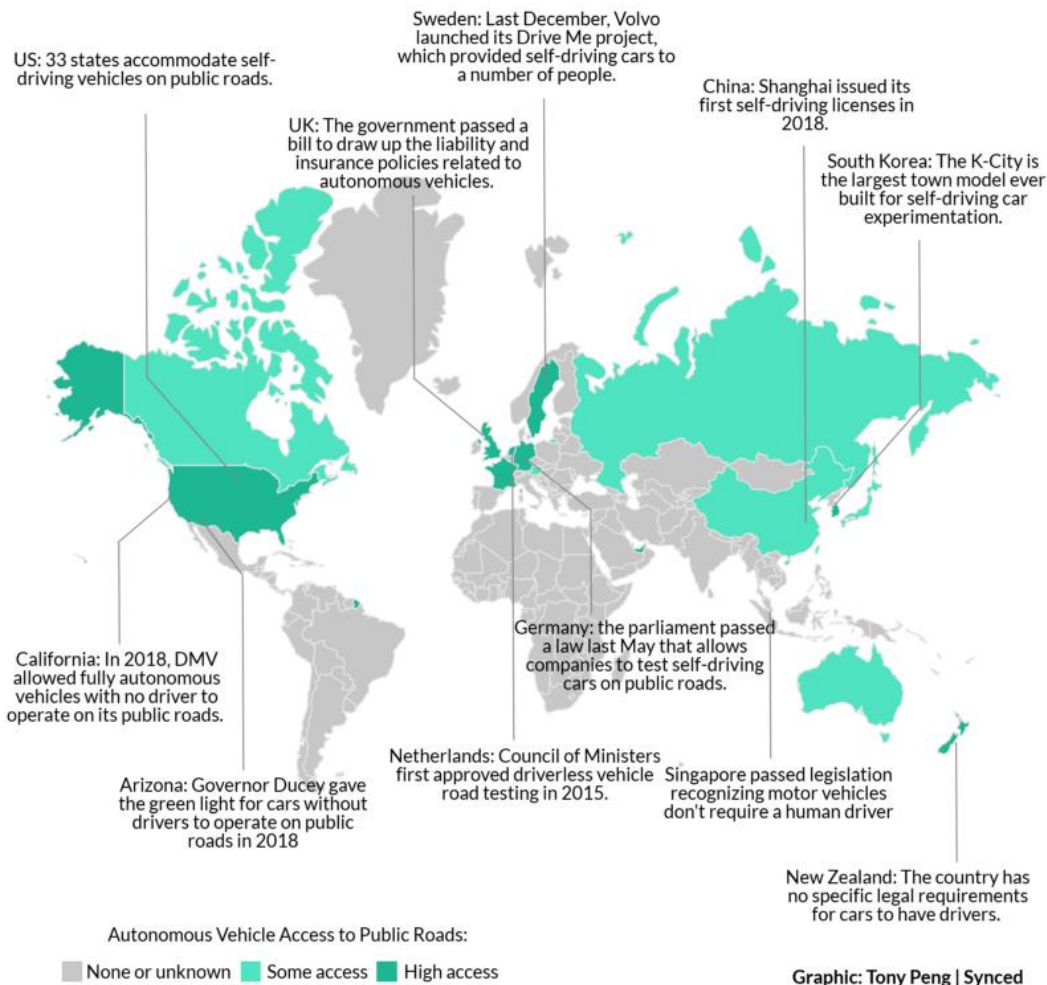 Sweden: Last December, Volvo
launched its Drive Me project,
which provided self-driving cars to
a number of people.
US: 33 states accommodate self-
driving vehicles on public roads.
China: Shanghai issued its
first self-driving licenses in
2018.
UK: The government passed a
bill to draw up the liability and
insurance policies related to
autonomous vehicles.
South Korea: The K-City is
the largest town model ever
built for self-driving car
experimentation.
Germany: the parliament passed
a law last May that allows
companies to test self-driving
cars on public roads.
California: In 2018, DMV
allowed fully autonomous
vehicles with no driver to
operate on its public roads.
Netherlands: Council of Ministers
first approved driverless vehicle
road testing in 2015.
Singapore passed legislation
recognizing motor vehicles
don't require a human driver
Arizona: Governor Ducey gave
the green light for cars without
drivers to operate on public
roads in 2018
New Zealand: The country has
no specific legal requirements
for cars to have drivers.
Autonomous Vehicle Access to Public Roads:
None or unknown Some access High access
Graphic: Tony Peng | Synced